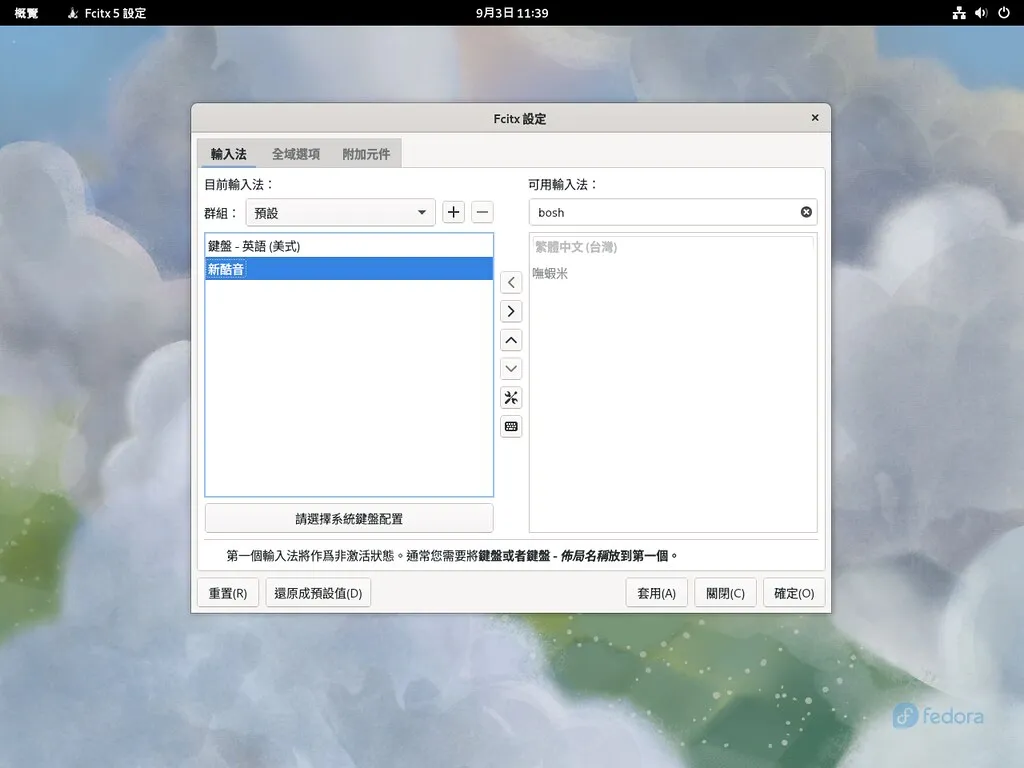 概覽 Fcitx 5 設定 9月3日 11:39
Fcitx 設定
輸入法 全域選項 附加元件
目前輸入法： 可用輸入法：
群組： 預設 bosh
鍵盤 - 英語 (美式) 繁體中文 (台灣)
新酷音 嘸蝦米
請選擇系統鍵盤配置
第一個輸入法將作爲非激活狀態。通常您需要將鍵盤或者鍵盤 - 佈局名稱放到第一個。
重置(R) 還原成預設值(D) 套用(A) 關閉(C) 確定(O)
fedora